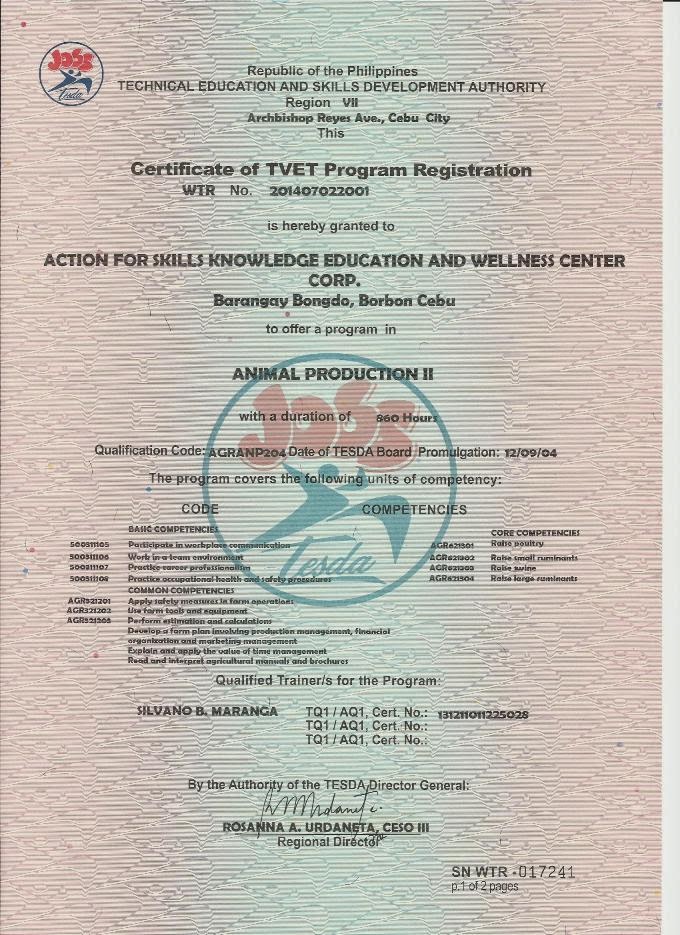 JOBS
Tesda
Republic of the Philippines
TECHNICAL EDUCATION AND SKILLS DEVELOPMENT AUTHORITY
Region VII
Archbishop Reyes Ave., Cebu City
This
Certificate of TVET Program Registration
WTR No. 201407022001
is hereby granted to
ACTION FOR SKILLS KNOWLEDGE EDUCATION AND WELLNESS CENTER
CORP.
Barangay Bongdo, Borbon Cebu
to offer a program in
ANIMAL PRODUCTION II
with a duration of 860 Hours
JOBS
Qualification Code: AGRANP204 Date of TESDA Board Promulgation: 12/09/04
The program covers the following units of competency:
CODE COMPETENCIES
BASIC COMPETENCIES
500311105 Participate in workplace communication
500311106 Work in a team environment
500311107 Practice career professionalism
500311108 Practice occupational health and safety procedures
COMMON COMPETENCIES
AGR321201 Apply safety measures in farm operations
AGR321202 Use farm tools and equipment
AGR321203 Perform estimation and calculations
Develop a farm plan involving production management, financial
organization and marketing management
Explain and apply the value of time management
Read and interpret agricultural manuals and brochures
CORE COMPETENCIES
AGR621301 Raise poultry
AGR621302 Raise small ruminants
AGR621303 Raise swine
AGR621304 Raise large ruminants
Tesda
Qualified Trainer/s for the Program:
SILVANO B. MARANGA TQ1 / AQ1, Cert. No.: 131211011225028
TQ1 / AQ1, Cert. No.:
TQ1 / AQ1, Cert. No.:
By the Authority of the TESDA Director General:
ROSANNA A. URDANETA, CESO III
Regional Director
SN WTR -017241
p.1 of 2 pages